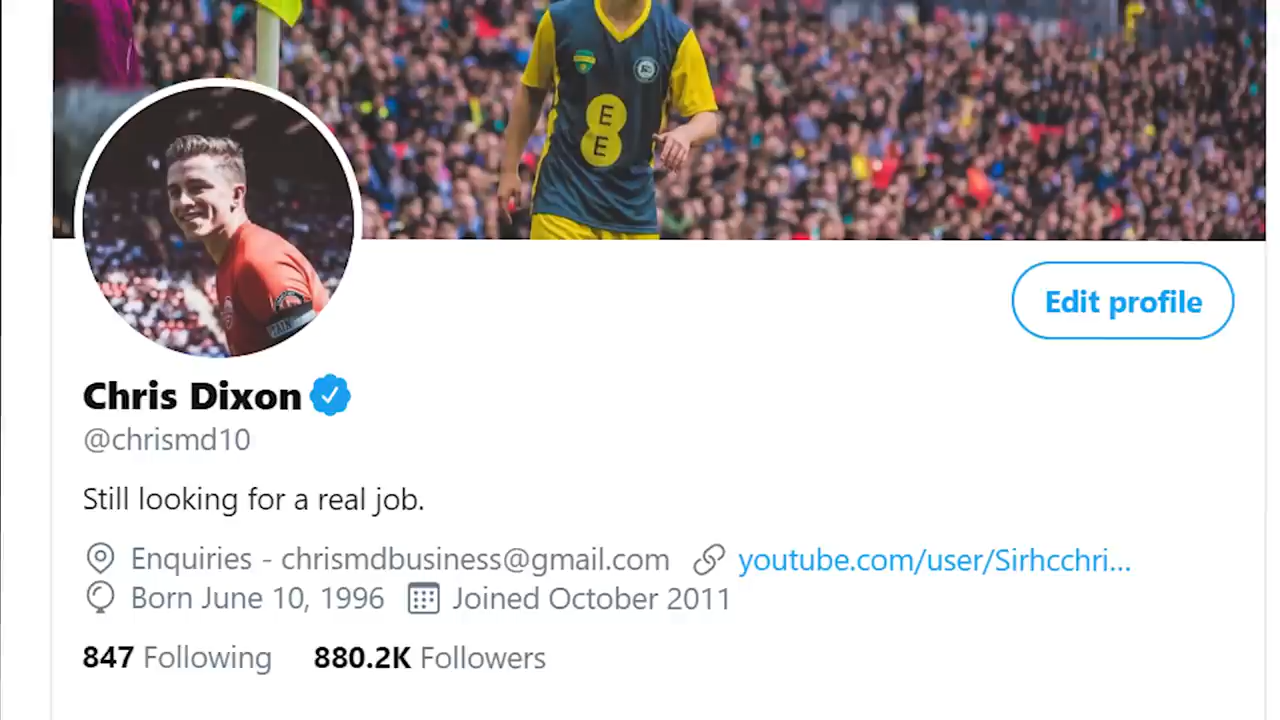 E
E
Edit profile
Chris Dixon
@chrismd10
Still looking for a real job.
Enquiries - chrismdbusiness@gmail.com youtube.com/user/Sirhcchri...
Born June 10, 1996 Joined October 2011
847 Following 880.2K Followers